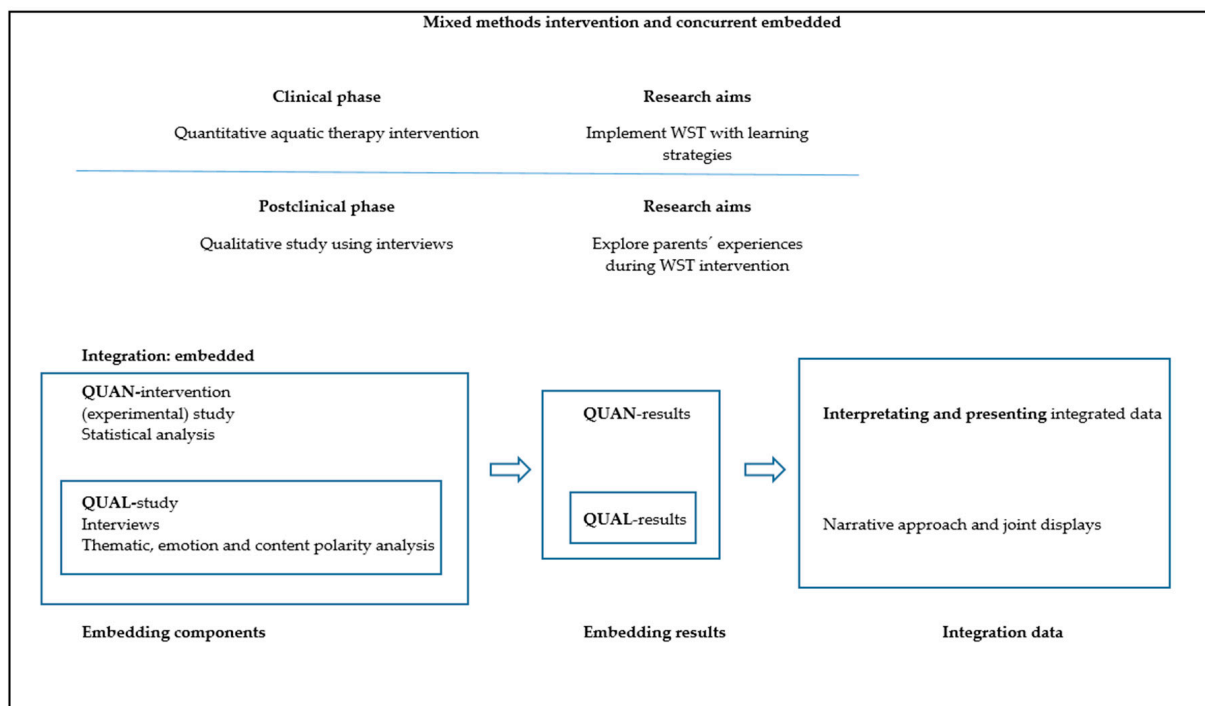 Mixed methods intervention and concurrent embedded
Clinical phase
Research aims
Quantitative aquatic therapy intervention
Implement WST with learning
strategies
Postclinical phase
Research aims
Qualitative study using interviews
Explore parents´ experiences
during WST intervention
Integration: embedded
QUAN-intervention
(experimental) study
Statistical analysis
QUAL-study
Interviews
Thematic, emotion and content polarity analysis
Embedding components
QUAN-results
QUAL-results
Embedding results
Interpretating and presenting integrated data
Narrative approach and joint displays
Integration data